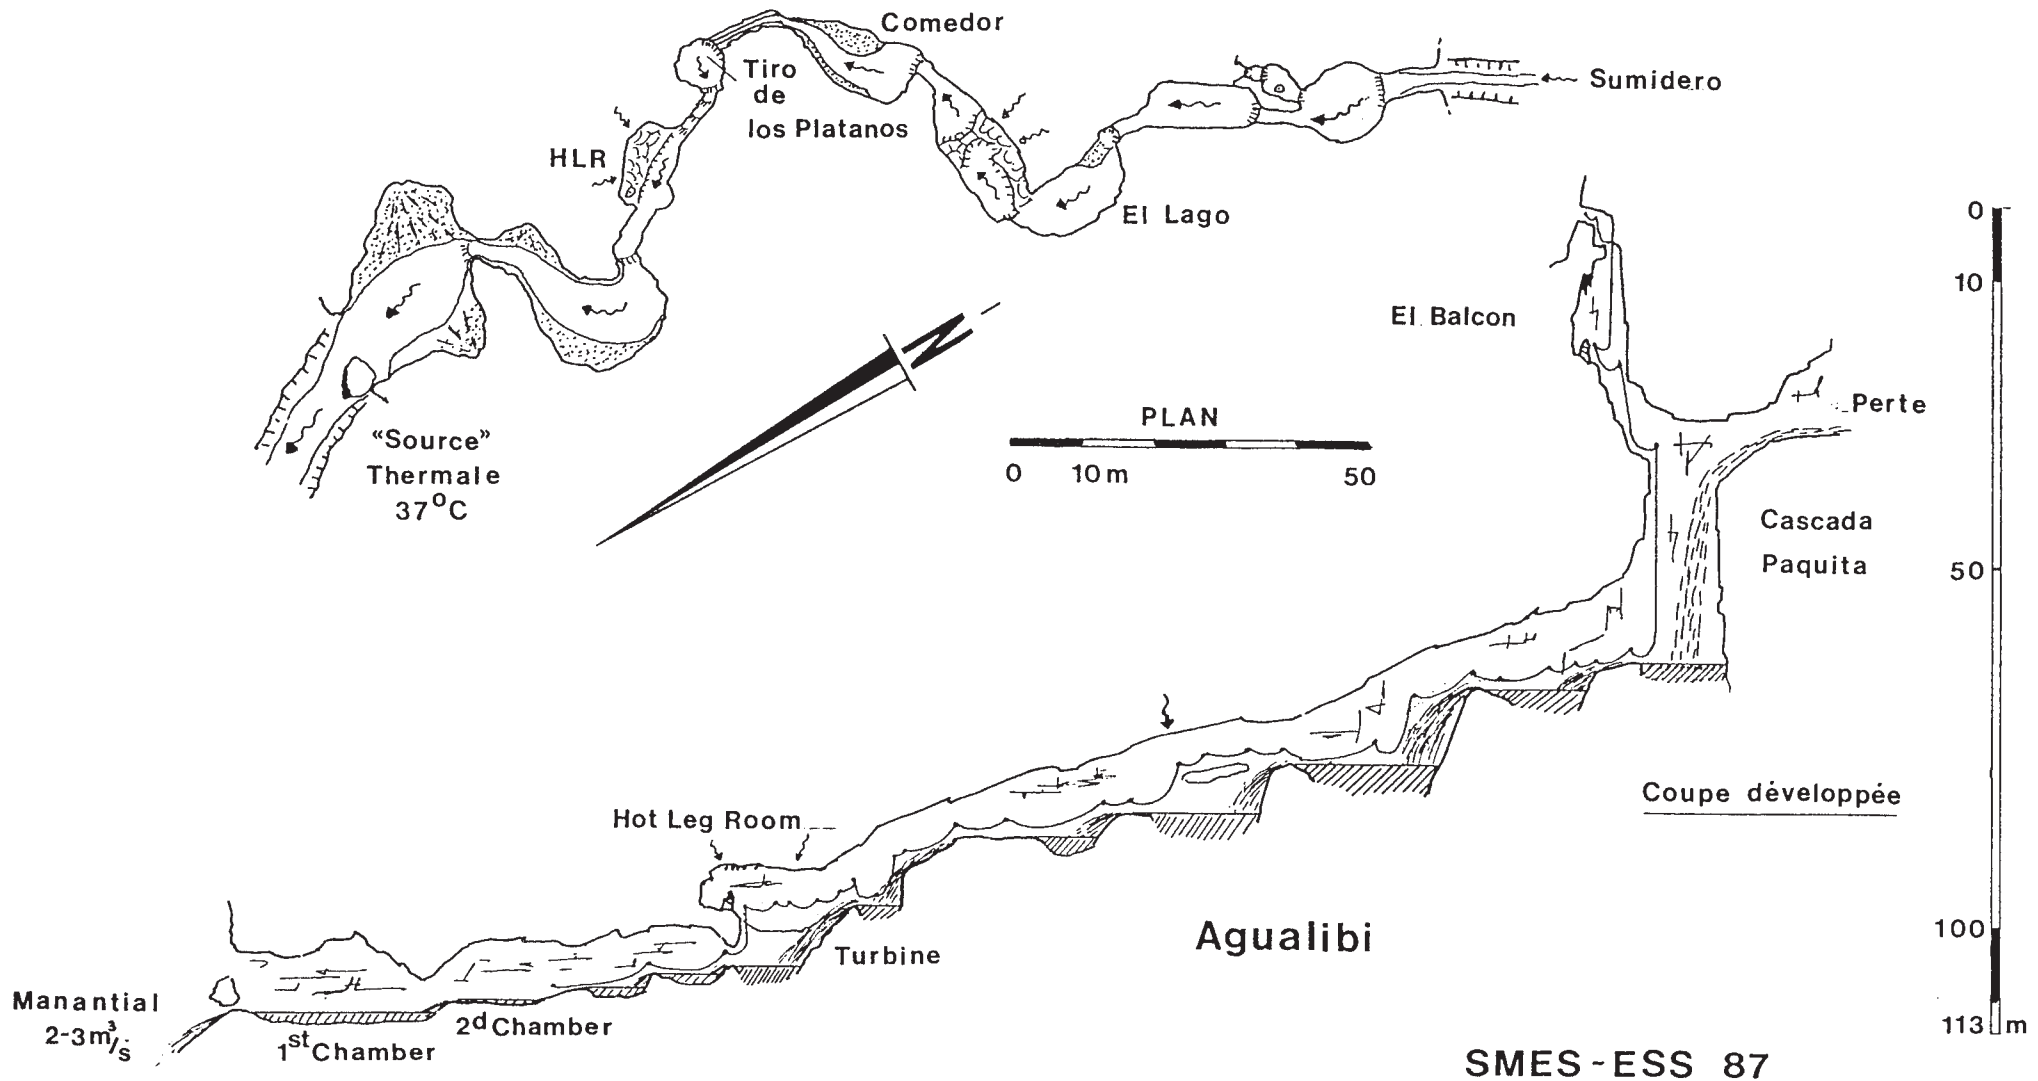 Comedor
Tiro
de
los Platanos
Sumidero
HLR
El Lago
«Source»
Thermale
37°C
N
PLAN
0 10m 50
El Balcon
Perte
Cascada
Paquita
0
10
50
100
113 m
Coupe développée
Hot Leg Room
Turbine
Agualibi
Manantial
2-3m³/s
1st Chamber
2d Chamber
SMES-ESS 87